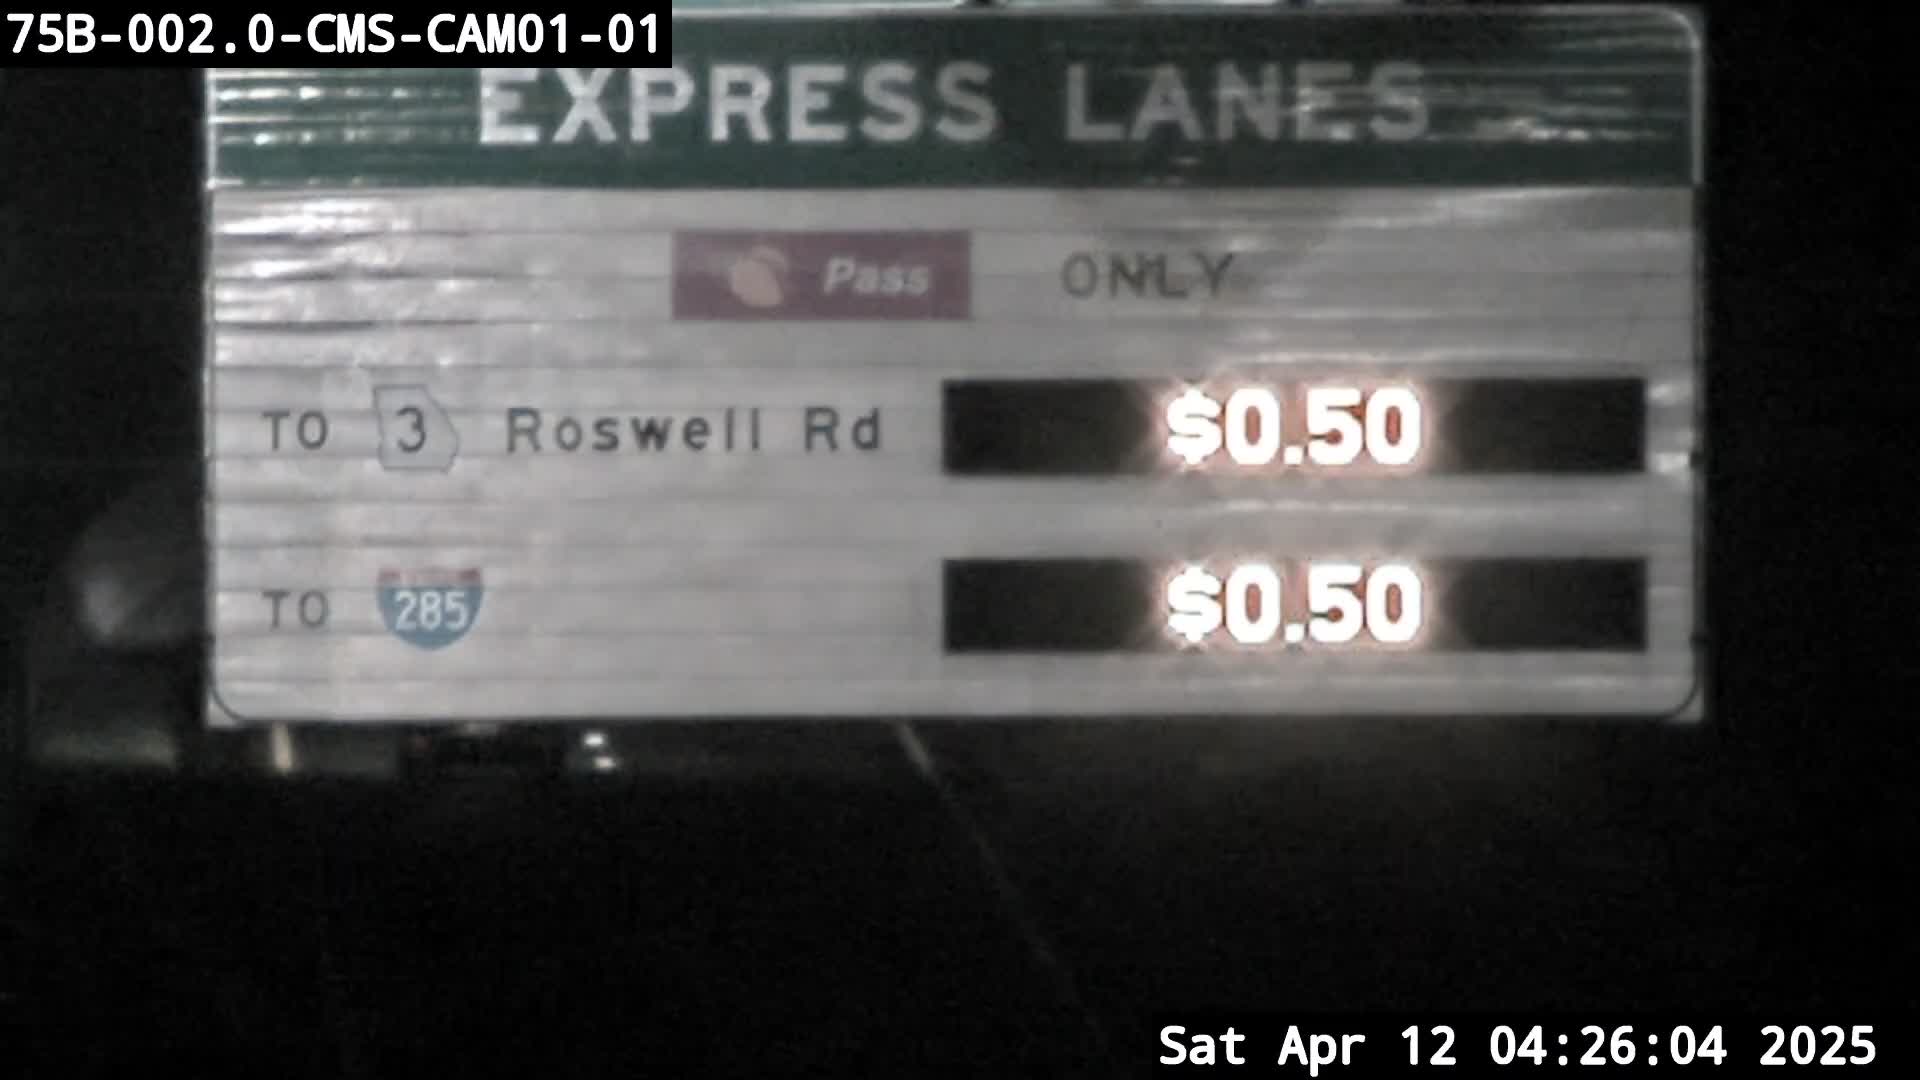 75B-002.0-CMS-CAM01-01
EXPRESS LANES
Pass ONLY
TO 3 Roswell Rd $0.50
TO 285 $0.50
Sat Apr 12 04:26:04 2025